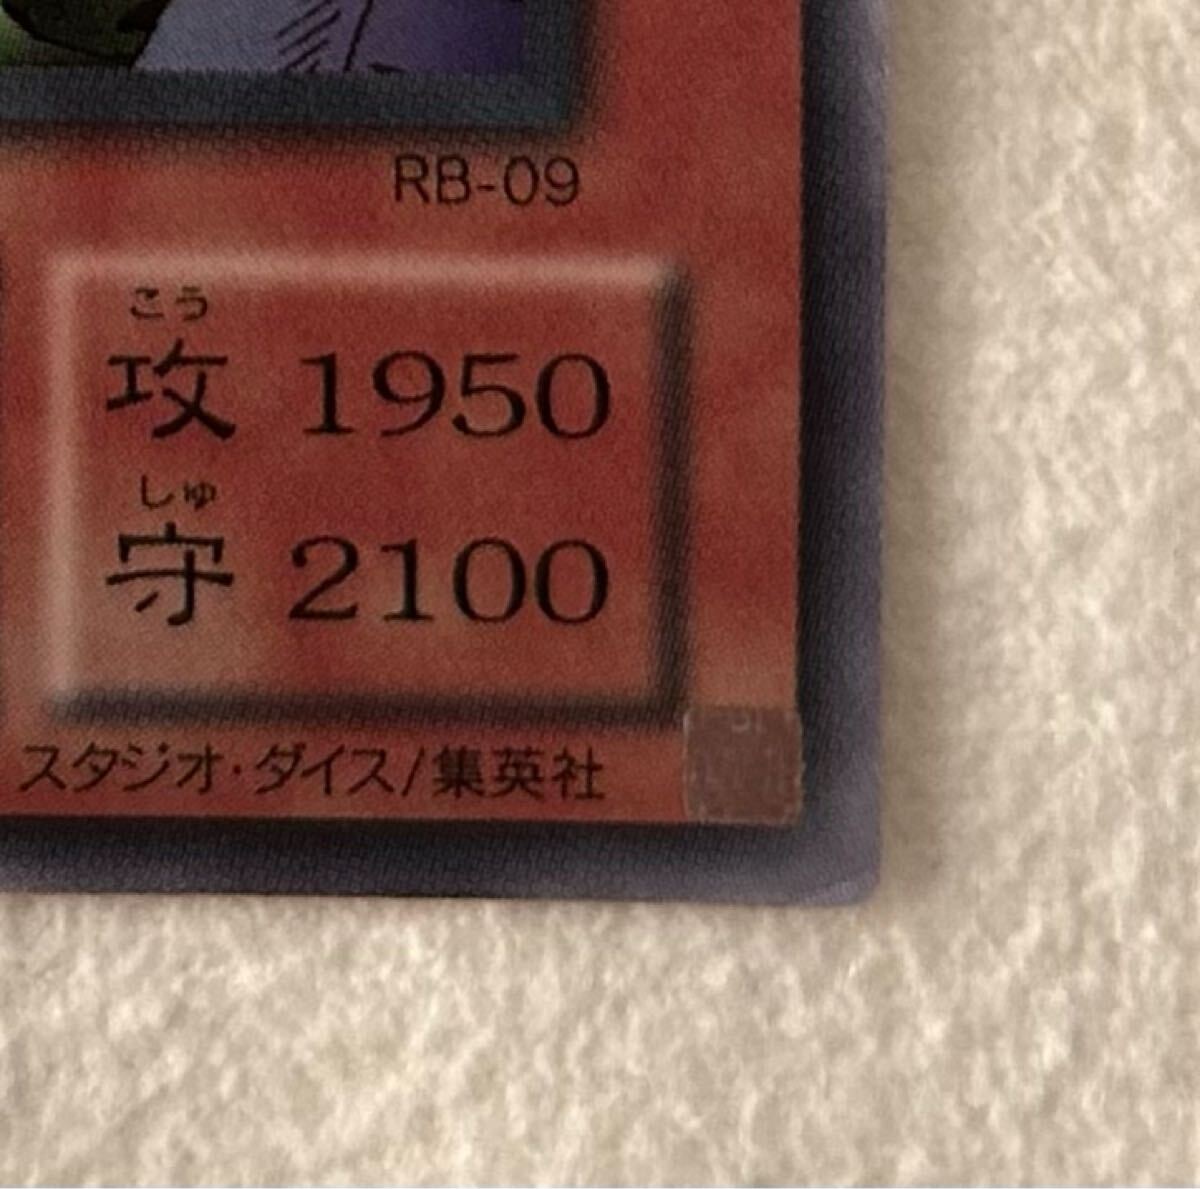 RB-09
こう
攻 1950
しゅ
守 2100
スタジオ・ダイス/集英社